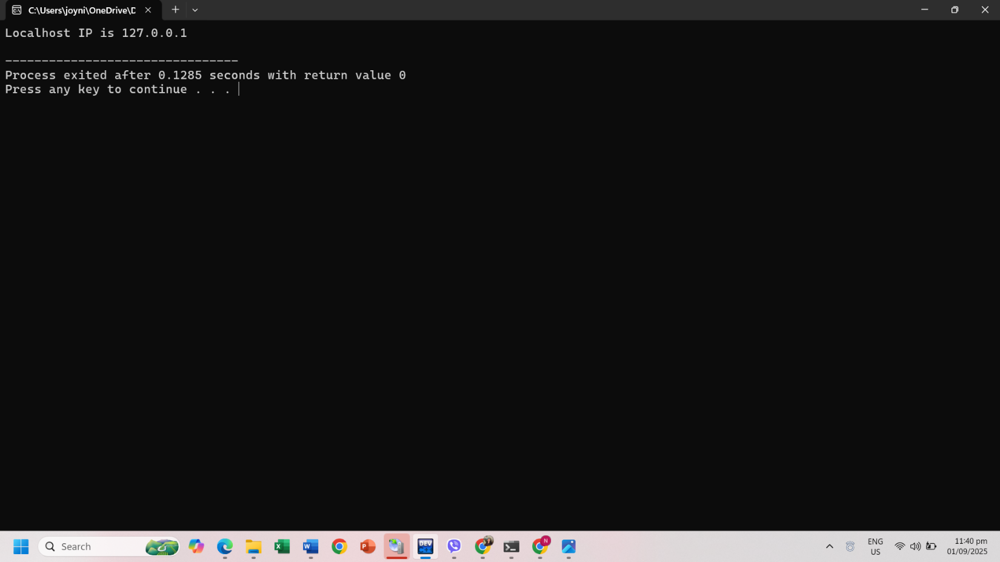 C:\Users\joyni\OneDrive\D
Localhost IP is 127.0.0.1
--------------------------------
Process exited after 0.1285 seconds with return value 0
Press any key to continue . . .
Search
DEV
N
ENG
US
11:40 pm
01/09/2025